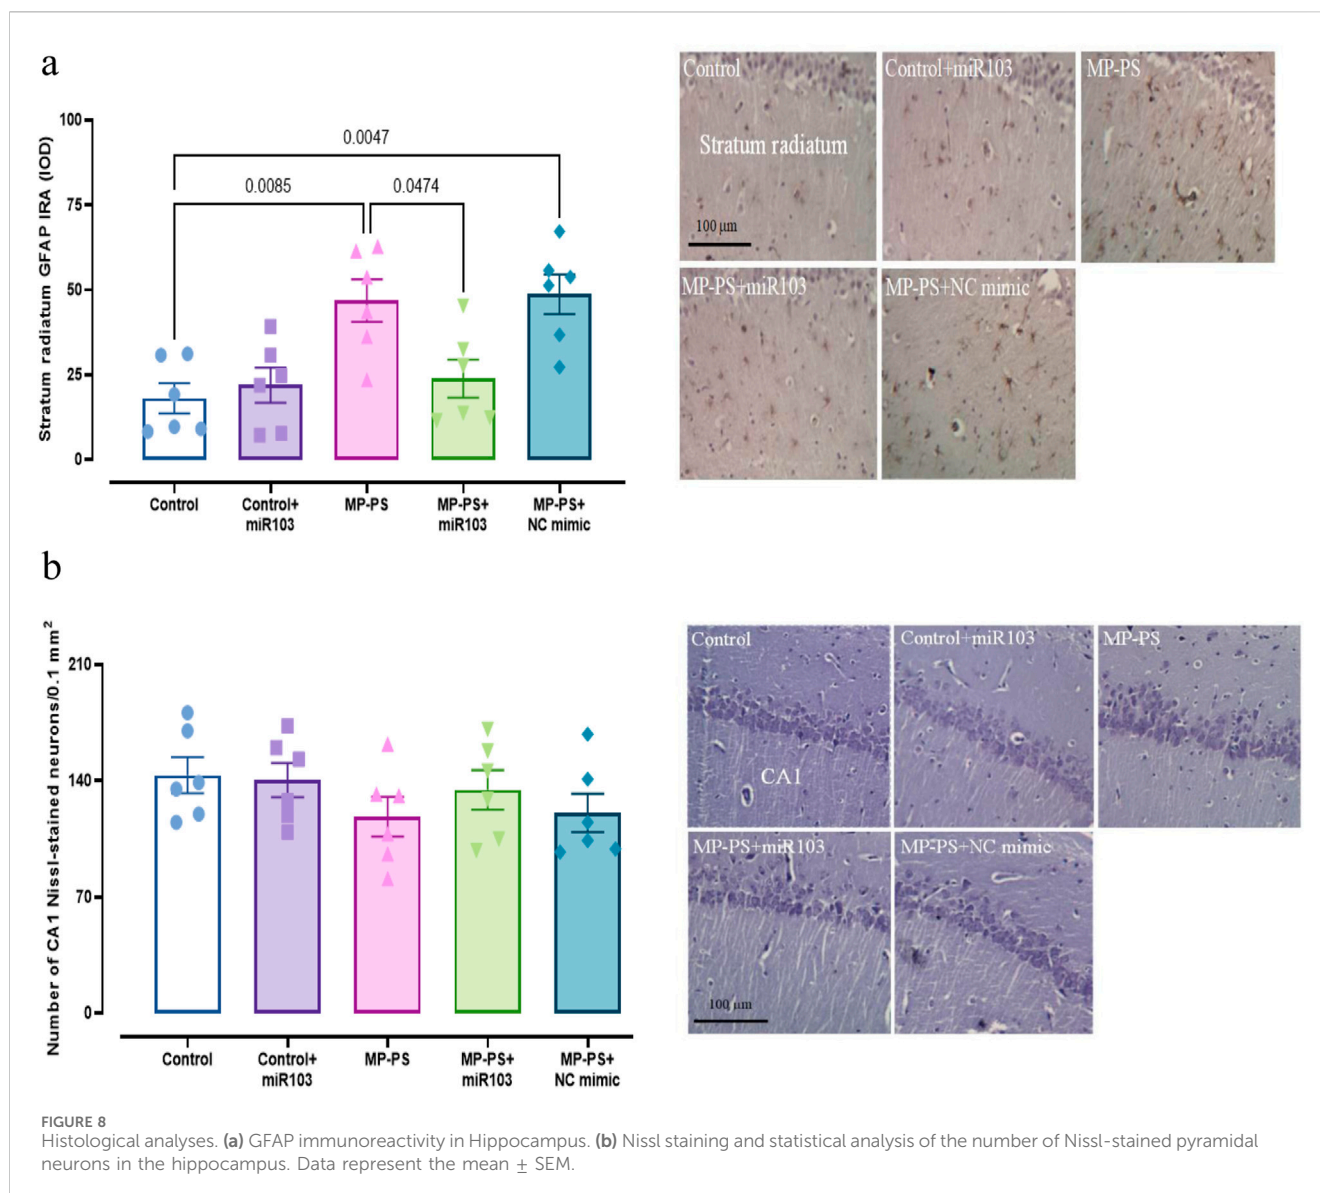 a
Stratum radiatum GFAP IRA (IOD)
100
75
50
25
0
0.0047
0.0085
0.0474
Control
Control+
miR103
MP-PS
MP-PS+
miR103
MP-PS+
NC mimic
Control
Control+miR103
MP-PS
Stratum radiatum
100 μm
MP-PS+miR103
MP-PS+NC mimic
b
Number of CA1 Nissl-stained neurons/0.1 mm²
210
140
70
0
Control
Control+
miR103
MP-PS
MP-PS+
miR103
MP-PS+
NC mimic
Control
Control+miR103
MP-PS
CA1
MP-PS+miR103
MP-PS+NC mimic
100 μm
FIGURE 8
Histological analyses. (a) GFAP immunoreactivity in Hippocampus. (b) Nissl staining and statistical analysis of the number of Nissl-stained pyramidal
neurons in the hippocampus. Data represent the mean ± SEM.